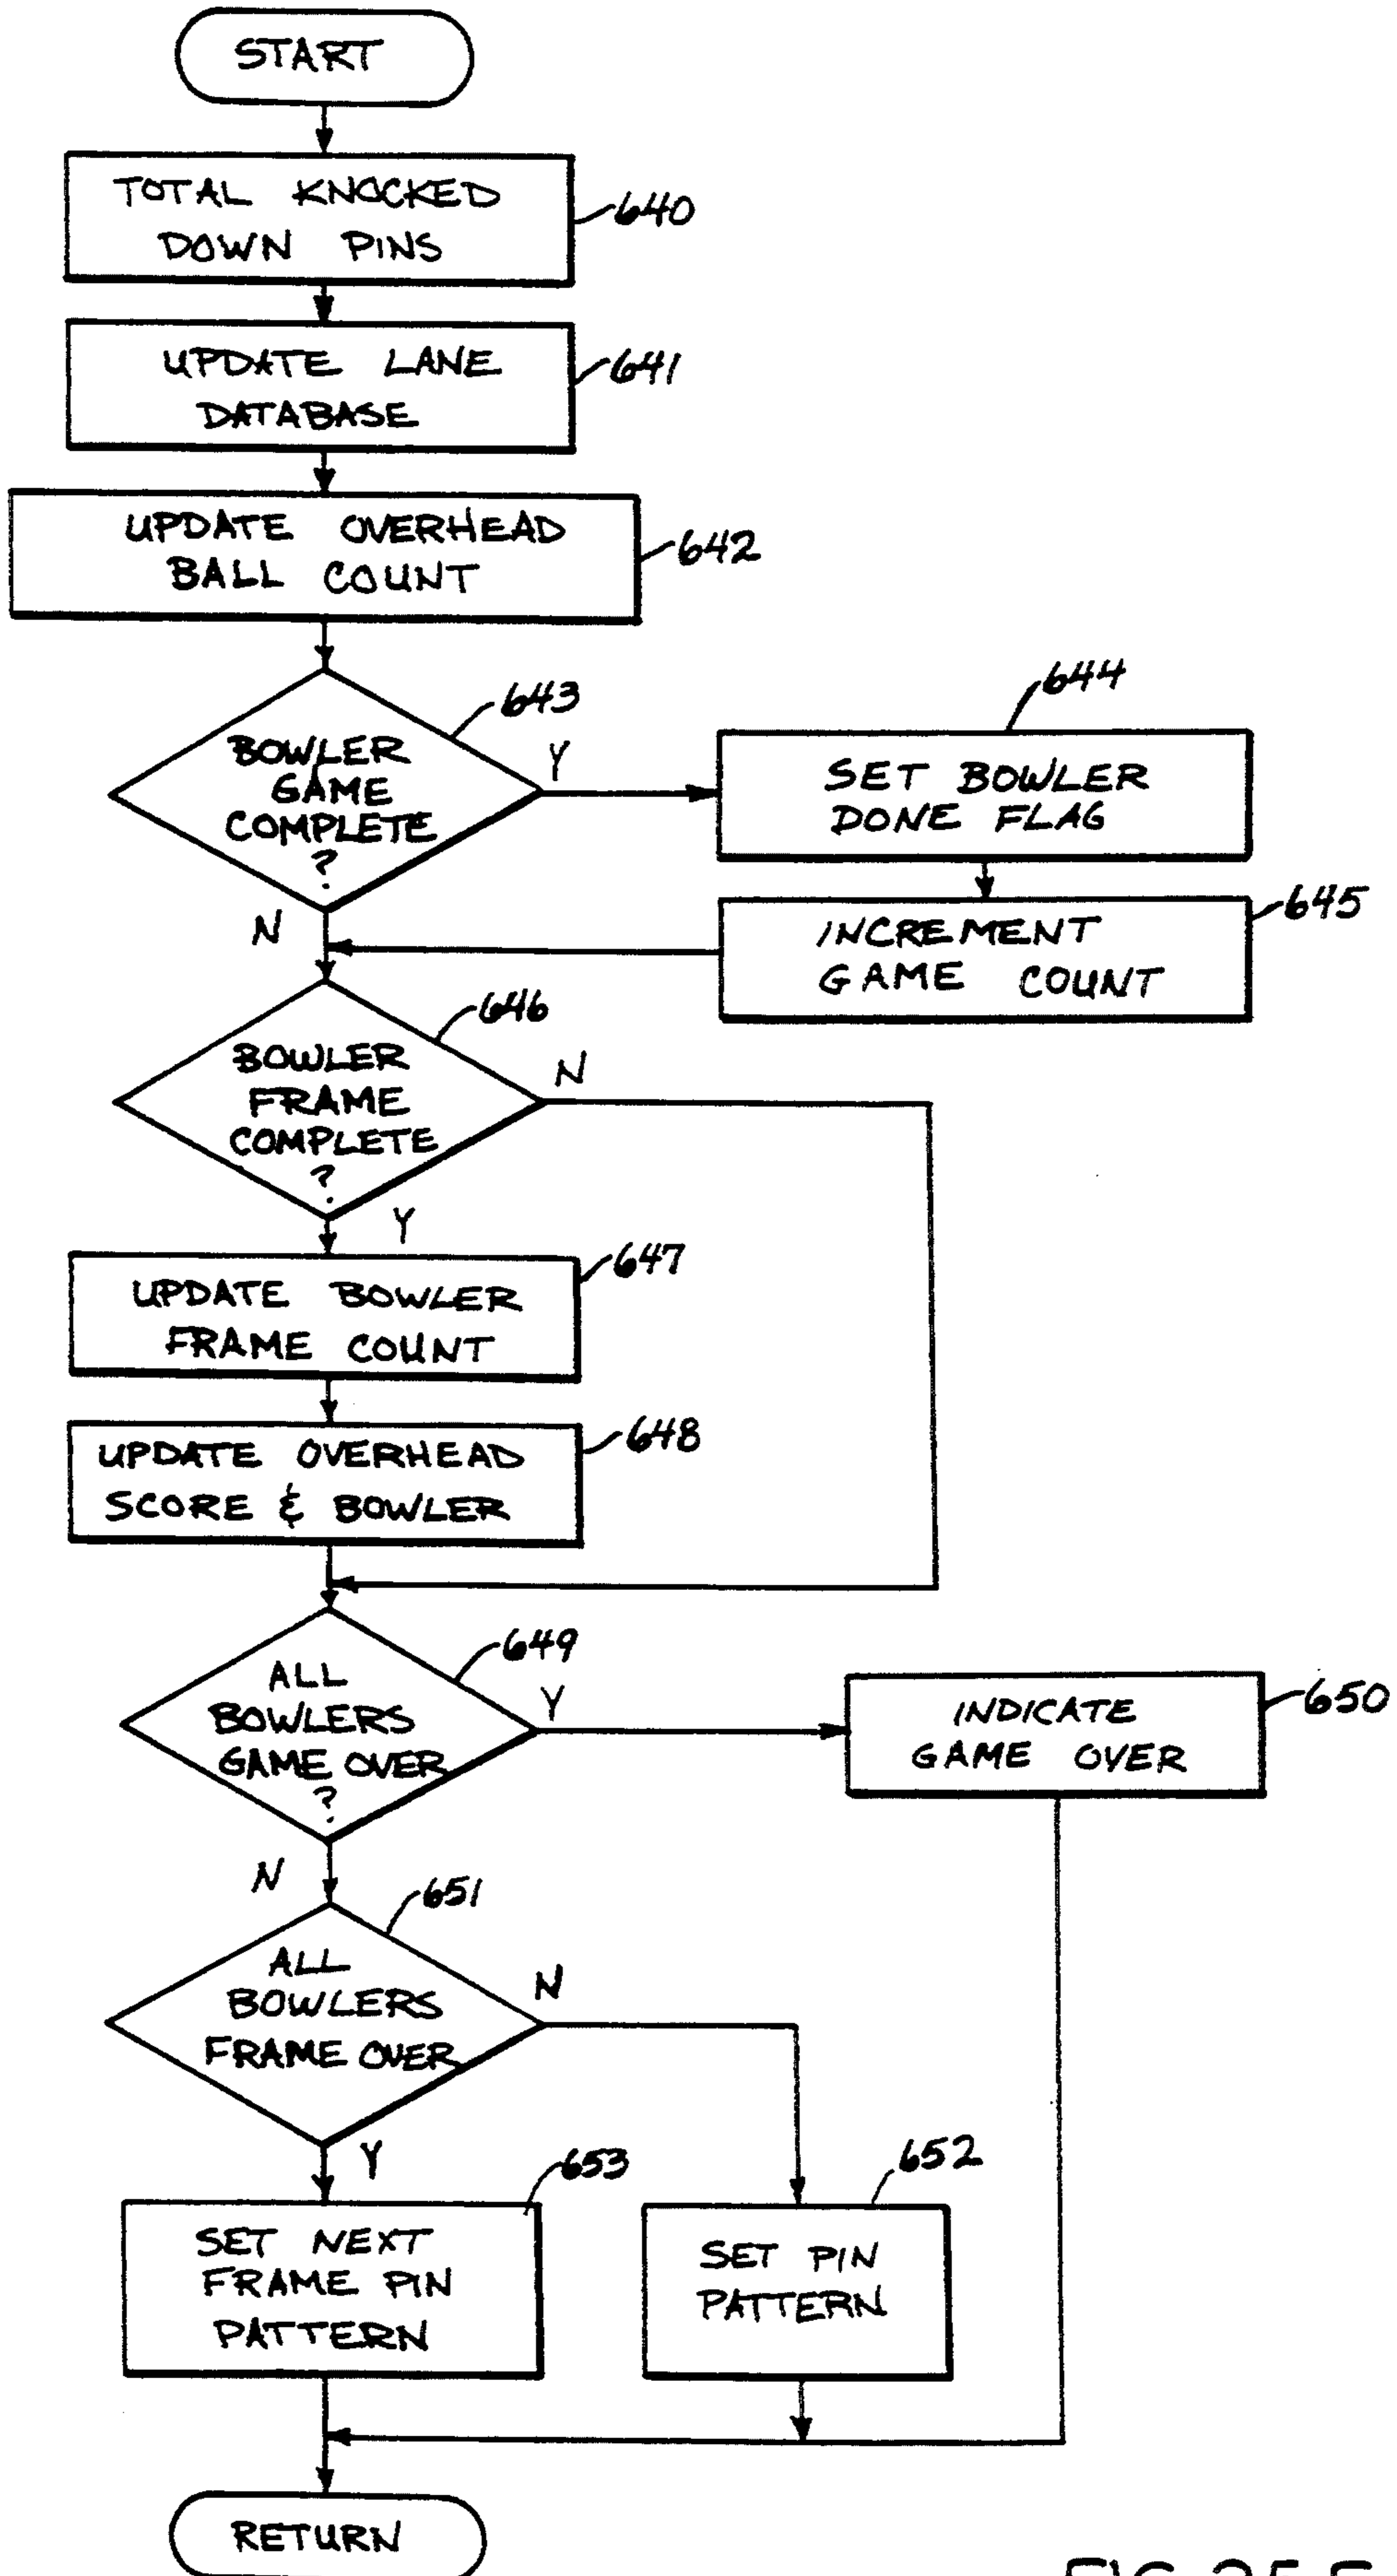 START
TOTAL KNOCKED
DOWN PINS
640
UPDATE LANE
DATABASE
641
UPDATE OVERHEAD
BALL COUNT
642
643
BOWLER
GAME
COMPLETE
?
Y
N
644
SET BOWLER
DONE FLAG
645
INCREMENT
GAME COUNT
646
BOWLER
FRAME
COMPLETE
?
N
Y
647
UPDATE BOWLER
FRAME COUNT
648
UPDATE OVERHEAD
SCORE & BOWLER
649
ALL
BOWLERS
GAME OVER
?
Y
N
650
INDICATE
GAME OVER
651
ALL
BOWLERS
FRAME OVER
N
Y
653
SET NEXT
FRAME PIN
PATTERN
652
SET PIN
PATTERN
RETURN